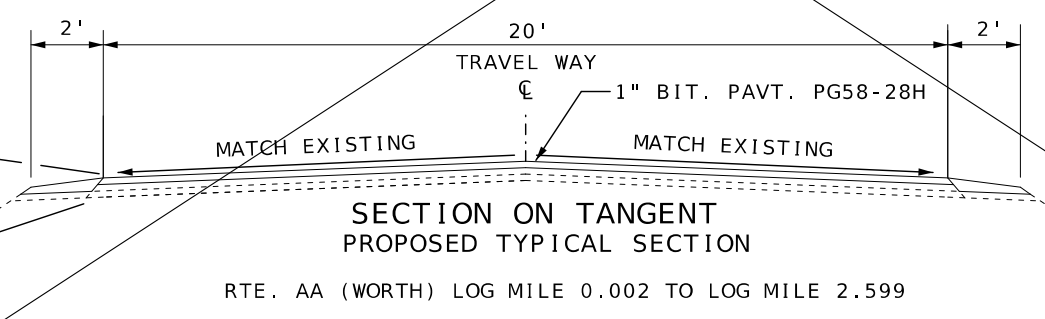 2' 20' 2'
TRAVEL WAY
℄
1" BIT. PAVT. PG58-28H
MATCH EXISTING MATCH EXISTING
SECTION ON TANGENT
PROPOSED TYPICAL SECTION
RTE. AA (WORTH) LOG MILE 0.002 TO LOG MILE 2.599